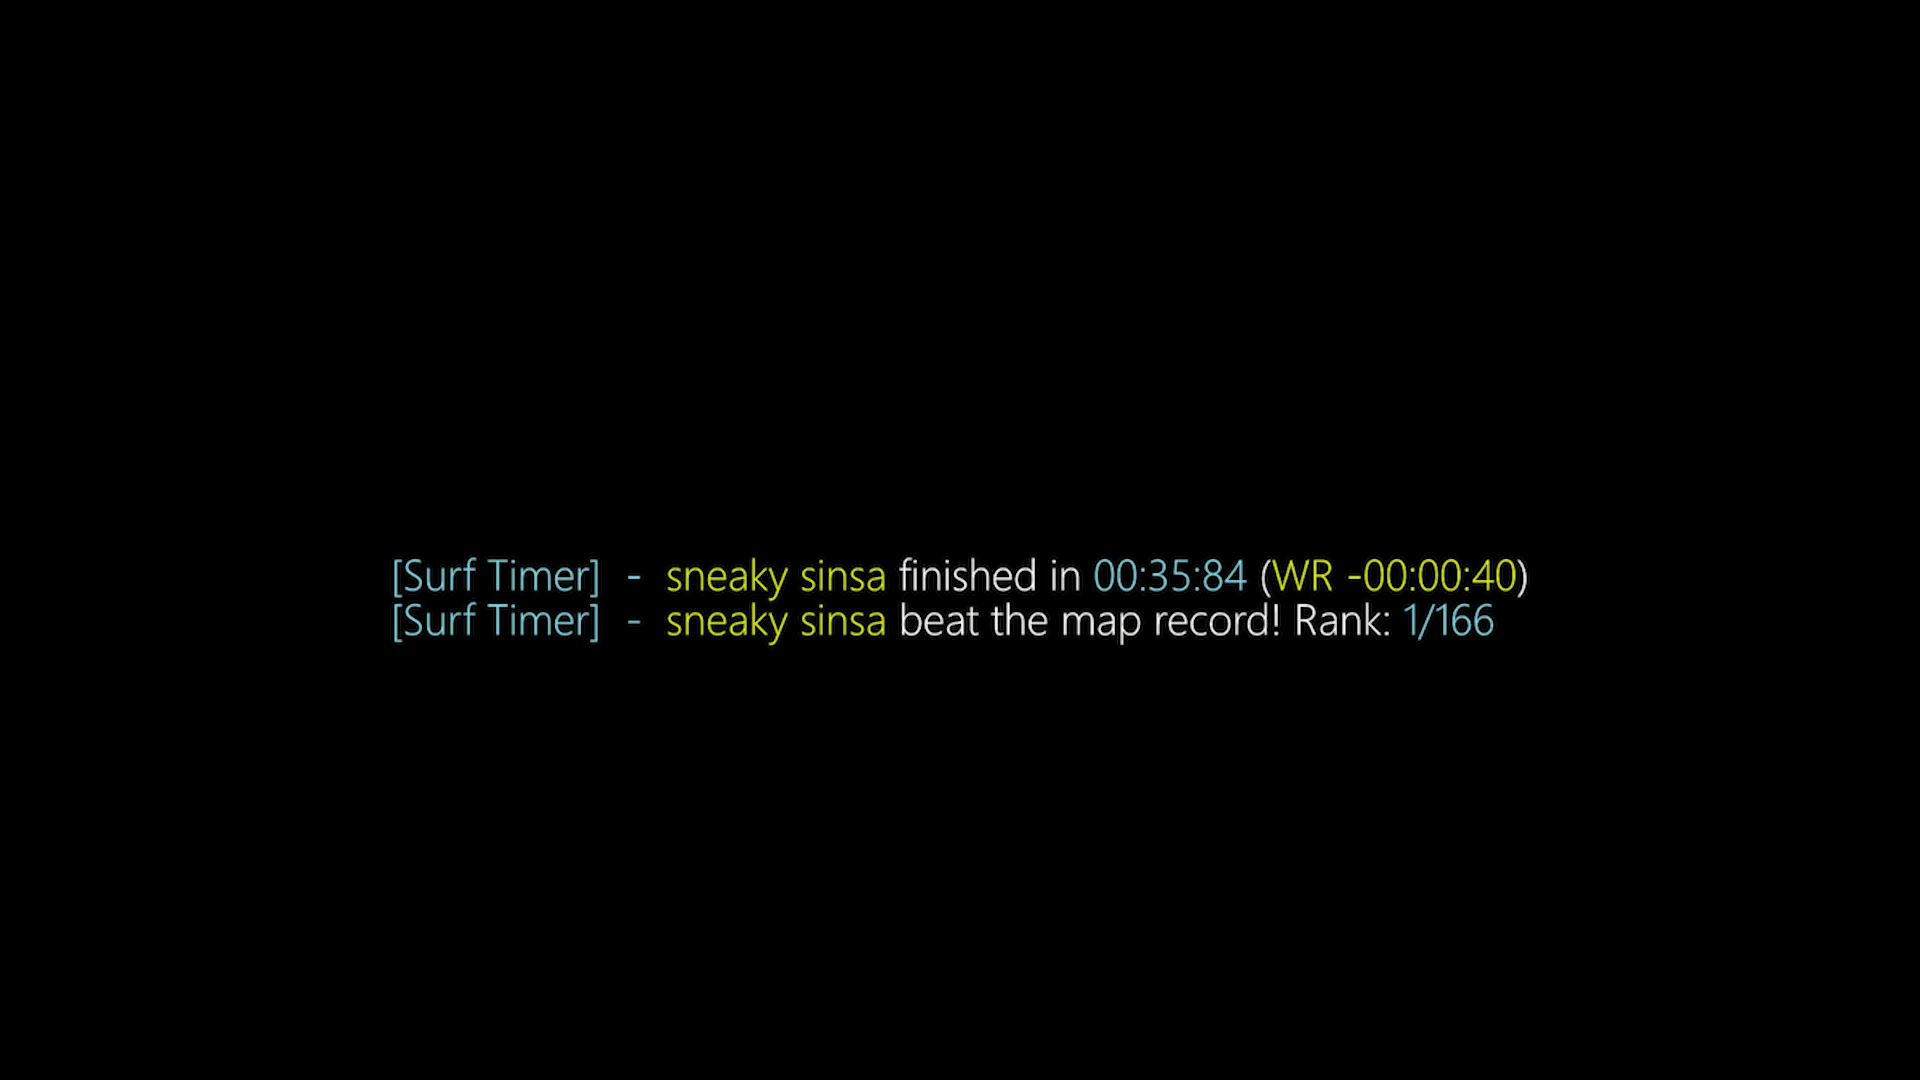 [Surf Timer] - sneaky sinsa finished in 00:35:84 (WR -00:00:40)
[Surf Timer] - sneaky sinsa beat the map record! Rank: 1/166